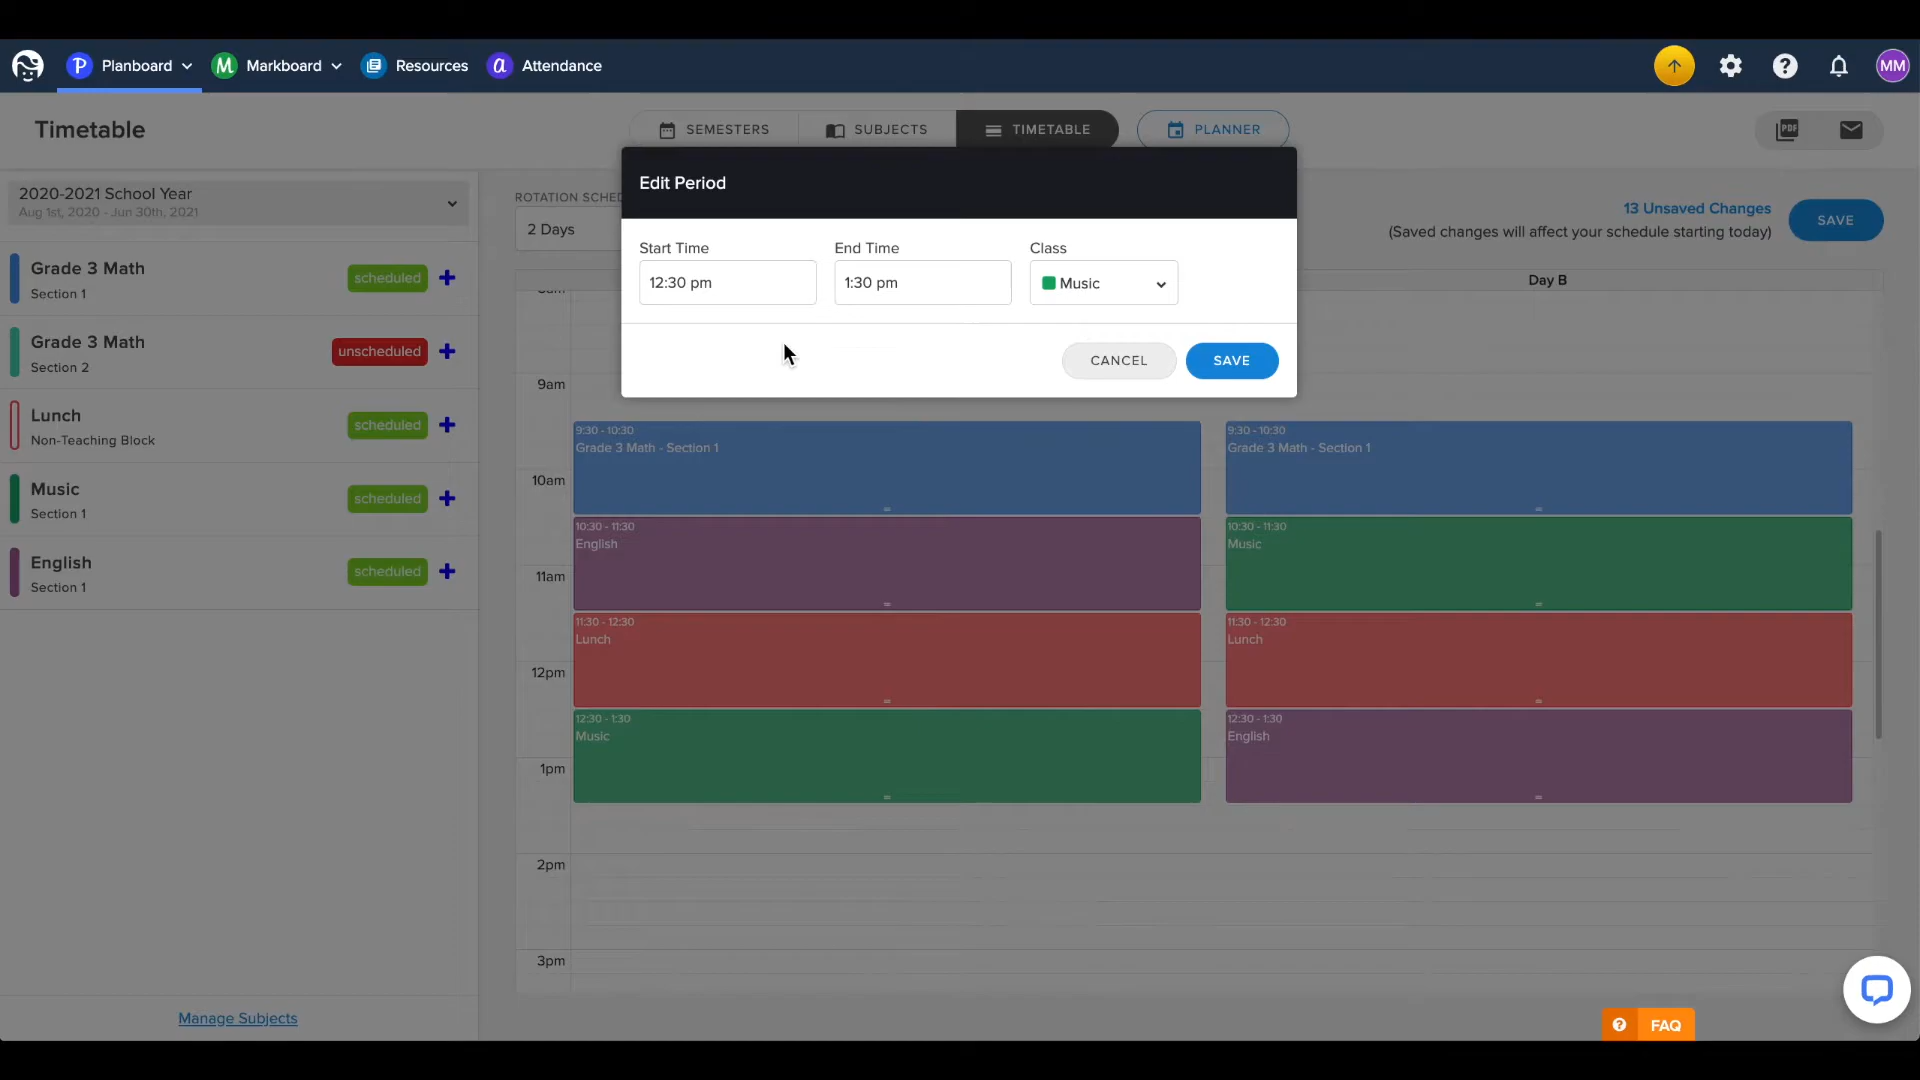 Planboard
Markboard
Resources
Attendance
MM
Timetable
SEMESTERS
SUBJECTS
TIMETABLE
PLANNER
PDF
2020-2021 School Year
Aug 1st, 2020 - Jun 30th, 2021
ROTATION SCHED
2 Days
Edit Period
Start Time
End Time
Class
12:30 pm
1:30 pm
Music
CANCEL
SAVE
13 Unsaved Changes
(Saved changes will affect your schedule starting today)
SAVE
Day B
Grade 3 Math
Section 1
scheduled
Grade 3 Math
Section 2
unscheduled
Lunch
Non-Teaching Block
scheduled
Music
Section 1
scheduled
English
Section 1
scheduled
Manage Subjects
9am
10am
11am
12pm
1pm
2pm
3pm
9:30 - 10:30
Grade 3 Math - Section 1
10:30 - 11:30
English
11:30 - 12:30
Lunch
12:30 - 1:30
Music
9:30 - 10:30
Grade 3 Math - Section 1
10:30 - 11:30
Music
11:30 - 12:30
Lunch
12:30 - 1:30
English
FAQ